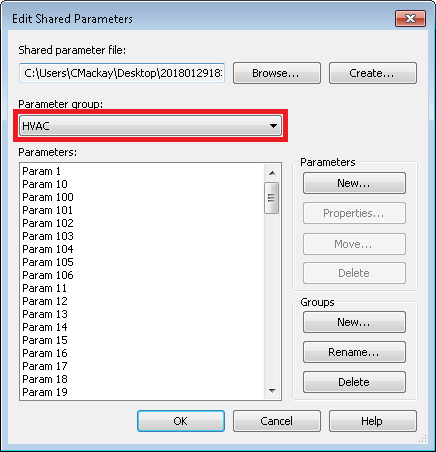 Edit Shared Parameters
Shared parameter file:
C:\Users\CMackay\Desktop\2018012918
Browse...
Create...
Parameter group:
HVAC
Parameters:
Param 1
Param 10
Param 100
Param 101
Param 102
Param 103
Param 104
Param 105
Param 106
Param 11
Param 12
Param 13
Param 14
Param 15
Param 16
Param 17
Param 18
Param 19
Parameters
New...
Properties...
Move...
Delete
Groups
New...
Rename...
Delete
OK
Cancel
Help